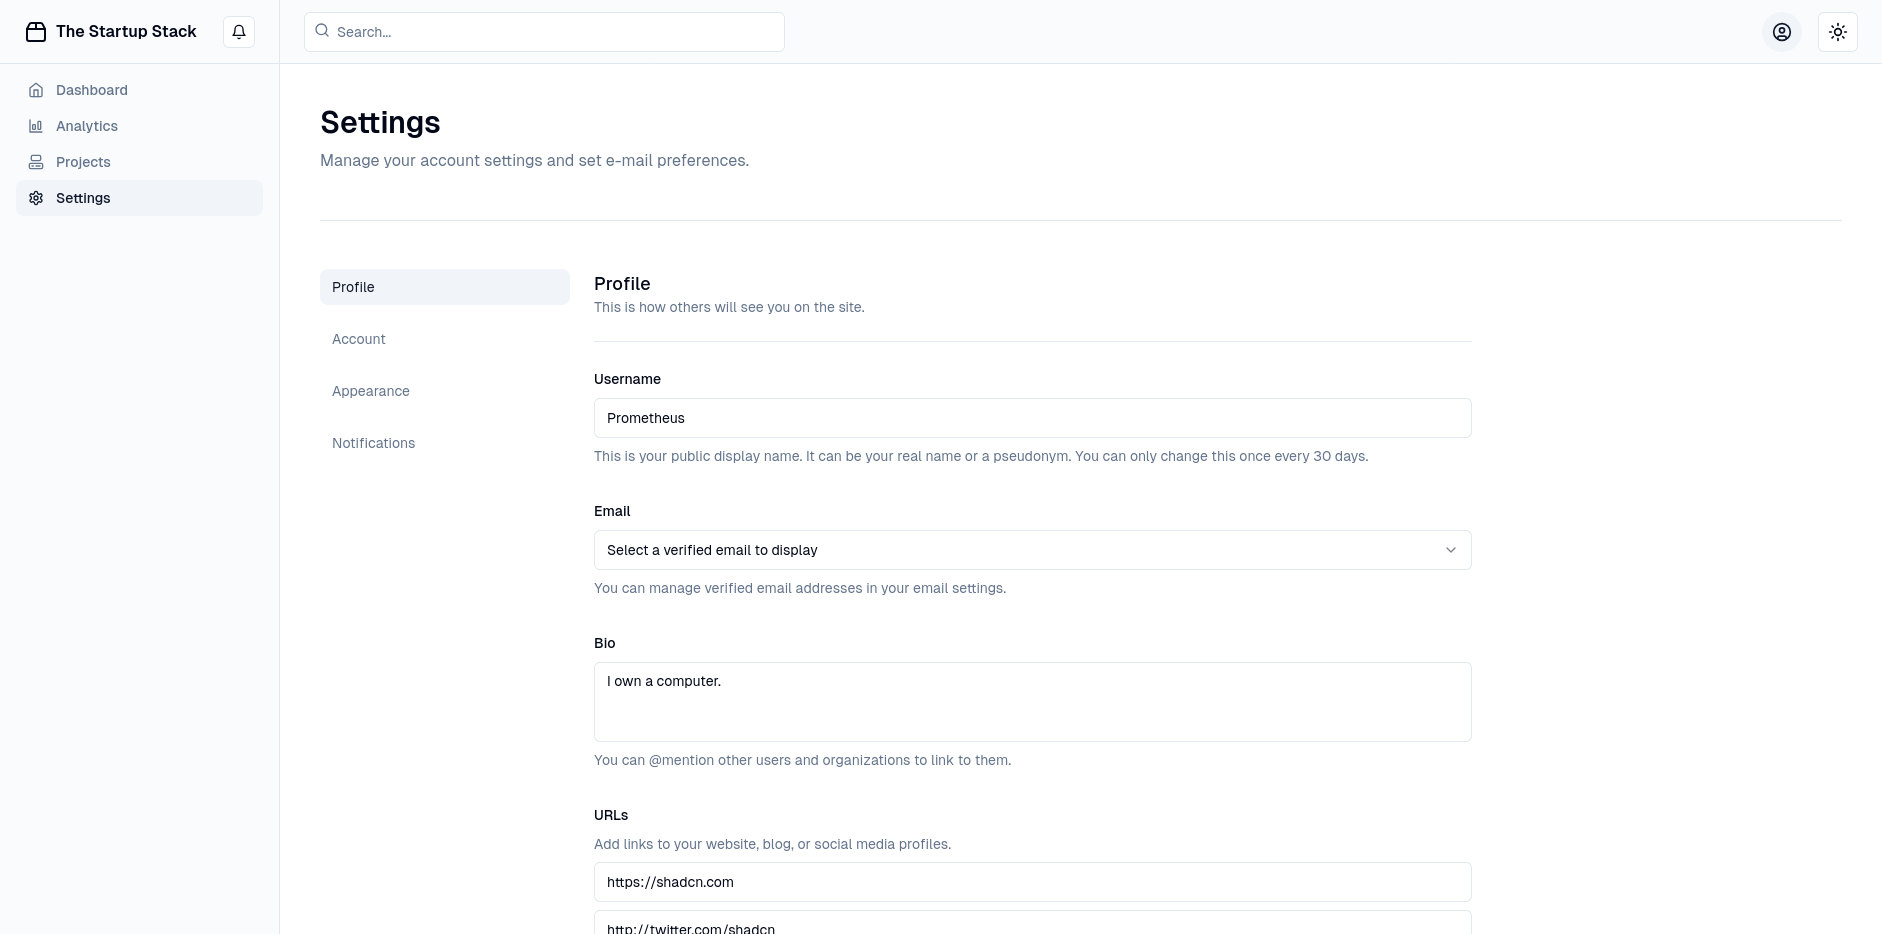 The Startup Stack
Search...
Dashboard
Analytics
Projects
Settings
Settings
Manage your account settings and set e-mail preferences.
Profile
Account
Appearance
Notifications
Profile
This is how others will see you on the site.
Username
Prometheus
This is your public display name. It can be your real name or a pseudonym. You can only change this once every 30 days.
Email
Select a verified email to display
You can manage verified email addresses in your email settings.
Bio
I own a computer.
You can @mention other users and organizations to link to them.
URLs
Add links to your website, blog, or social media profiles.
https://shadcn.com
http://twitter.com/shadcn